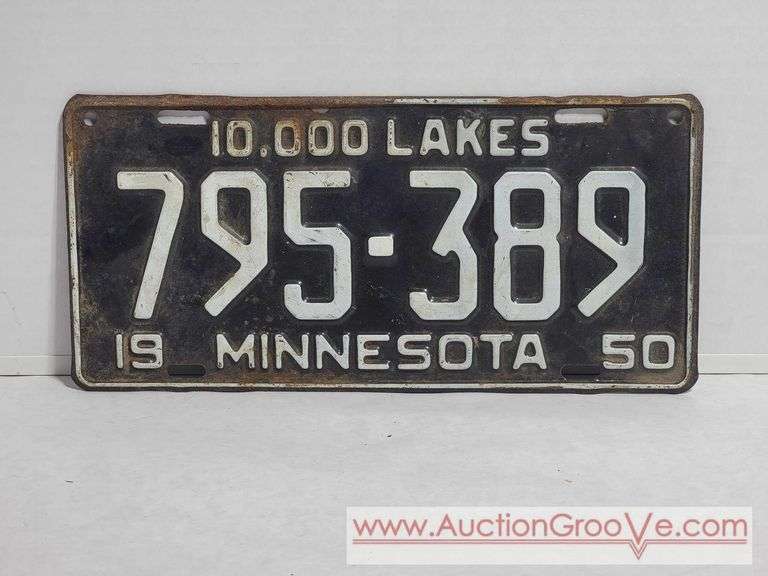 10,000 LAKES
795·389
19 MINNESOTA 50
www.AuctionGrooVe.com